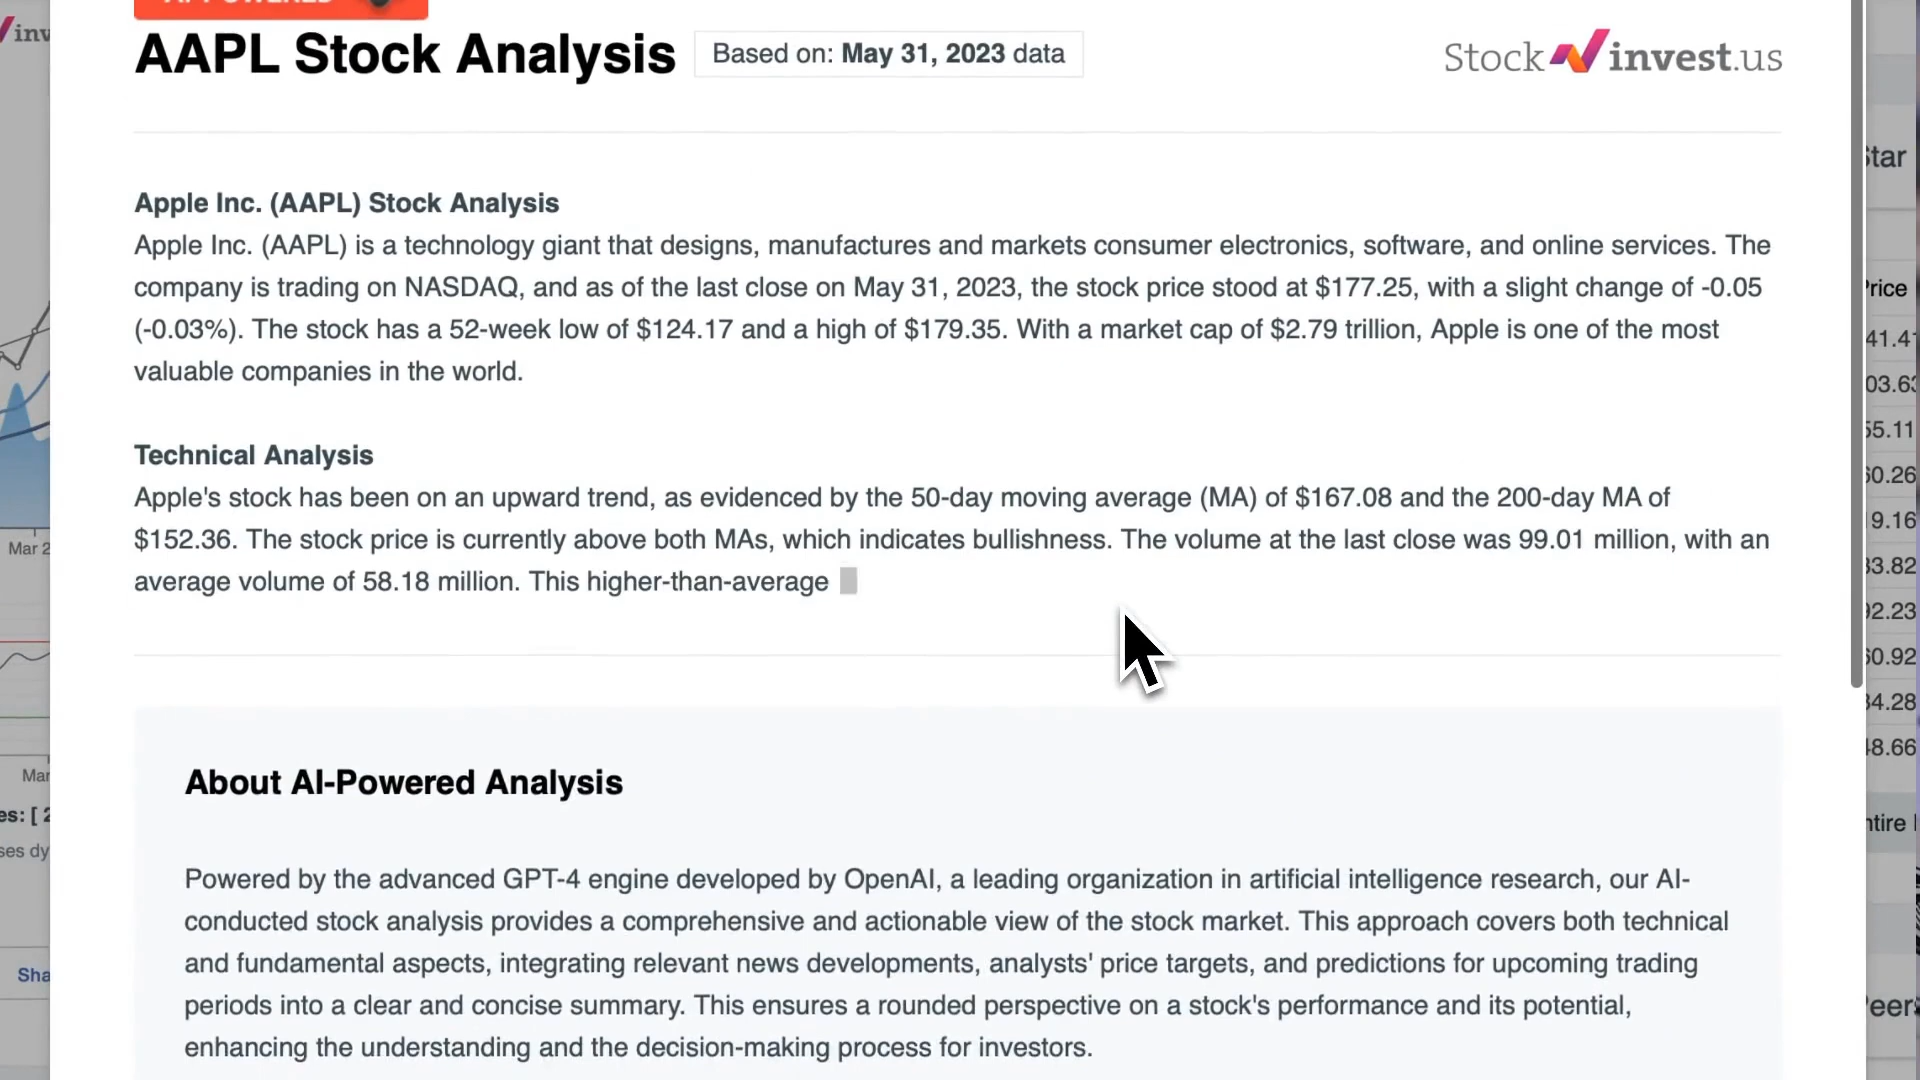 AAPL Stock Analysis
Based on: May 31, 2023 data
Stock invest.us
Apple Inc. (AAPL) Stock Analysis
Apple Inc. (AAPL) is a technology giant that designs, manufactures and markets consumer electronics, software, and online services. The
company is trading on NASDAQ, and as of the last close on May 31, 2023, the stock price stood at $177.25, with a slight change of -0.05
(-0.03%). The stock has a 52-week low of $124.17 and a high of $179.35. With a market cap of $2.79 trillion, Apple is one of the most
valuable companies in the world.
Technical Analysis
Apple's stock has been on an upward trend, as evidenced by the 50-day moving average (MA) of $167.08 and the 200-day MA of
$152.36. The stock price is currently above both MAs, which indicates bullishness. The volume at the last close was 99.01 million, with an
average volume of 58.18 million. This higher-than-average
About AI-Powered Analysis
Powered by the advanced GPT-4 engine developed by OpenAI, a leading organization in artificial intelligence research, our AI-
conducted stock analysis provides a comprehensive and actionable view of the stock market. This approach covers both technical
and fundamental aspects, integrating relevant news developments, analysts' price targets, and predictions for upcoming trading
periods into a clear and concise summary. This ensures a rounded perspective on a stock's performance and its potential,
enhancing the understanding and the decision-making process for investors.